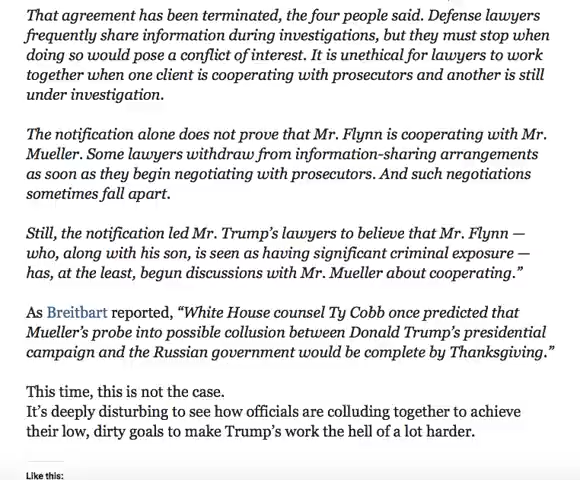 That agreement has been terminated, the four people said. Defense lawyers
frequently share information during investigations, but they must stop when
doing so would pose a conflict of interest. It is unethical for lawyers to work
together when one client is cooperating with prosecutors and another is still
under investigation.
The notification alone does not prove that Mr. Flynn is cooperating with Mr.
Mueller. Some lawyers withdraw from information-sharing arrangements
as soon as they begin negotiating with prosecutors. And such negotiations
sometimes fall apart.
Still, the notification led Mr. Trump’s lawyers to believe that Mr. Flynn —
who, along with his son, is seen as having significant criminal exposure —
has, at the least, begun discussions with Mr. Mueller about cooperating.”
As Breitbart reported, “White House counsel Ty Cobb once predicted that
Mueller’s probe into possible collusion between Donald Trump’s presidential
campaign and the Russian government would be complete by Thanksgiving.”
This time, this is not the case.
It’s deeply disturbing to see how officials are colluding together to achieve
their low, dirty goals to make Trump’s work the hell of a lot harder.
Like this: